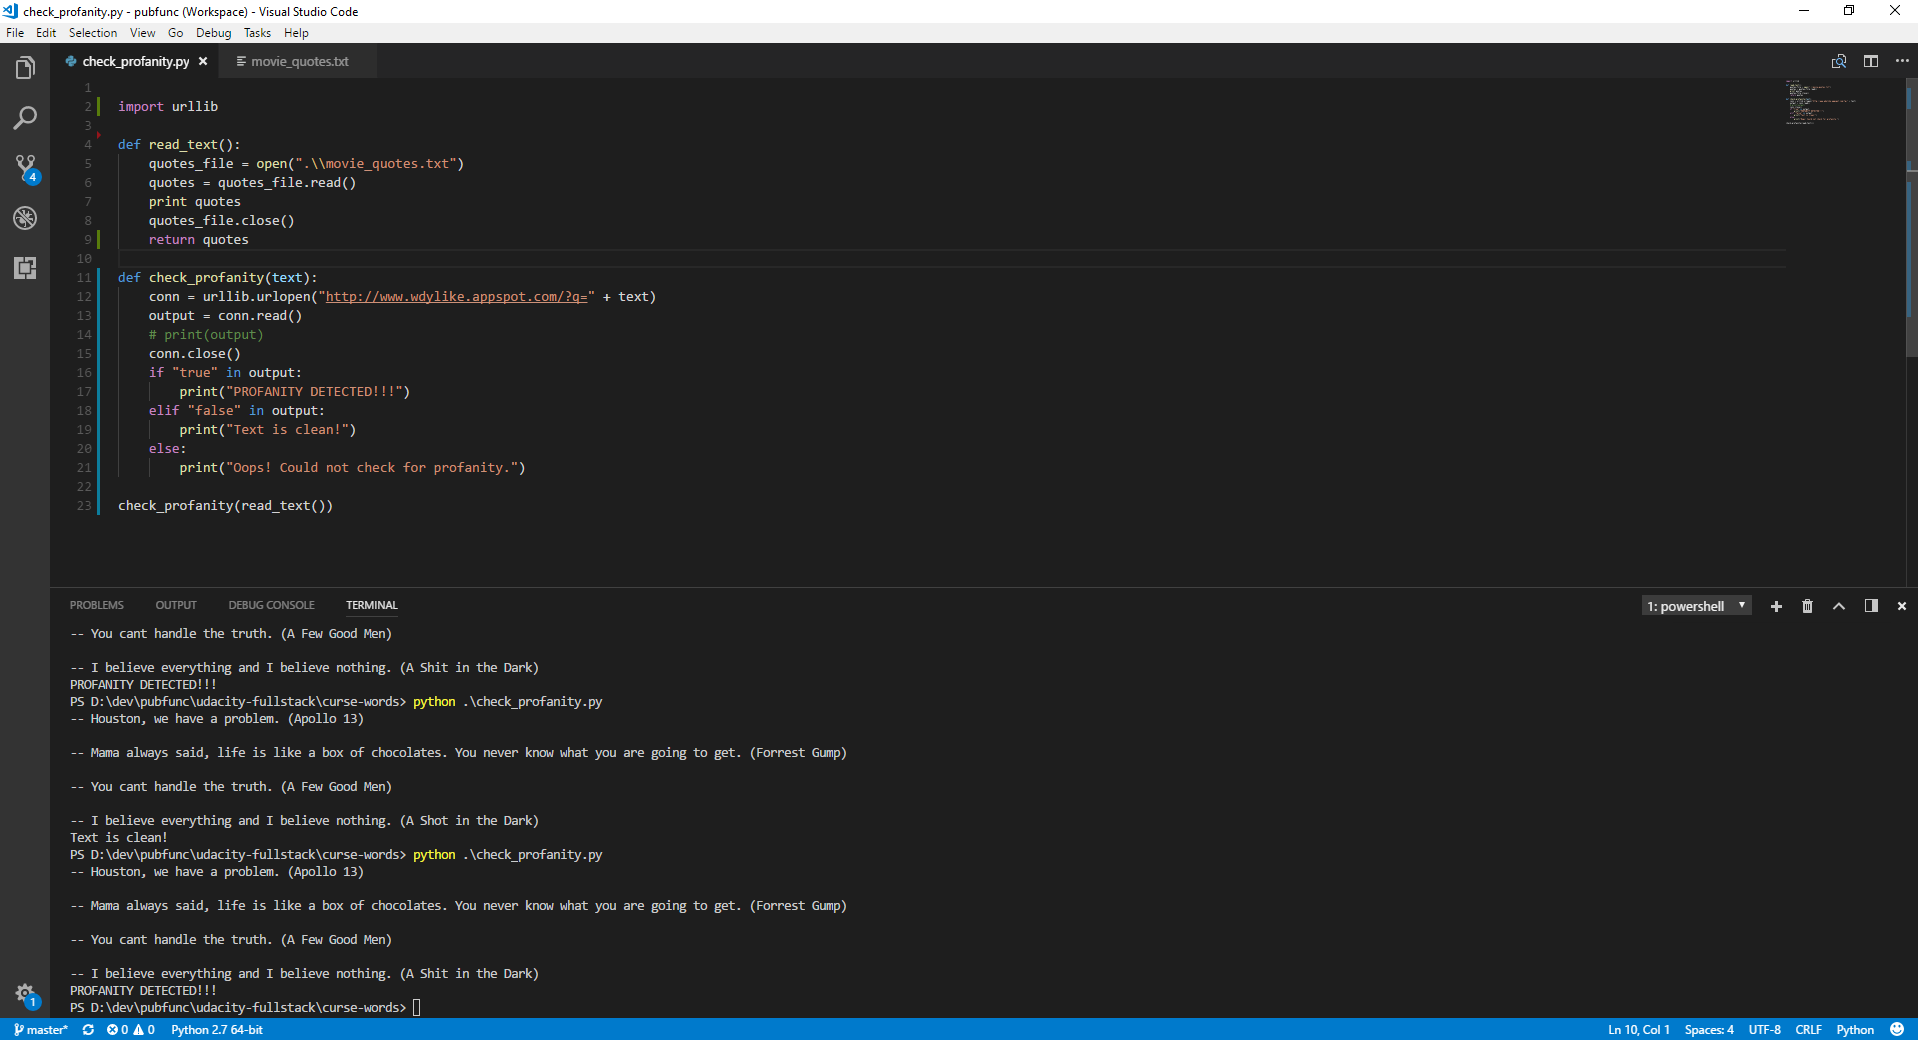 check_profanity.py - pubfunc (Workspace) - Visual Studio Code
File Edit Selection View Go Debug Tasks Help
check_profanity.py × movie_quotes.txt
1
2 import urllib
3
4 def read_text():
5     quotes_file = open(".\\movie_quotes.txt")
6     quotes = quotes_file.read()
7     print quotes
8     quotes_file.close()
9     return quotes
10
11 def check_profanity(text):
12     conn = urllib.urlopen("http://www.wdylike.appspot.com/?q=" + text)
13     output = conn.read()
14     # print(output)
15     conn.close()
16     if "true" in output:
17         print("PROFANITY DETECTED!!!")
18     elif "false" in output:
19         print("Text is clean!")
20     else:
21         print("Oops! Could not check for profanity.")
22
23 check_profanity(read_text())
4
PROBLEMS OUTPUT DEBUG CONSOLE TERMINAL 1: powershell
-- You cant handle the truth. (A Few Good Men)
-- I believe everything and I believe nothing. (A Shit in the Dark)
PROFANITY DETECTED!!!
PS D:\dev\pubfunc\udacity-fullstack\curse-words> python .\check_profanity.py
-- Houston, we have a problem. (Apollo 13)
-- Mama always said, life is like a box of chocolates. You never know what you are going to get. (Forrest Gump)
-- You cant handle the truth. (A Few Good Men)
-- I believe everything and I believe nothing. (A Shot in the Dark)
Text is clean!
PS D:\dev\pubfunc\udacity-fullstack\curse-words> python .\check_profanity.py
-- Houston, we have a problem. (Apollo 13)
-- Mama always said, life is like a box of chocolates. You never know what you are going to get. (Forrest Gump)
-- You cant handle the truth. (A Few Good Men)
-- I believe everything and I believe nothing. (A Shit in the Dark)
PROFANITY DETECTED!!!
PS D:\dev\pubfunc\udacity-fullstack\curse-words>
1
master* 0 0 Python 2.7 64-bit Ln 10, Col 1 Spaces: 4 UTF-8 CRLF Python